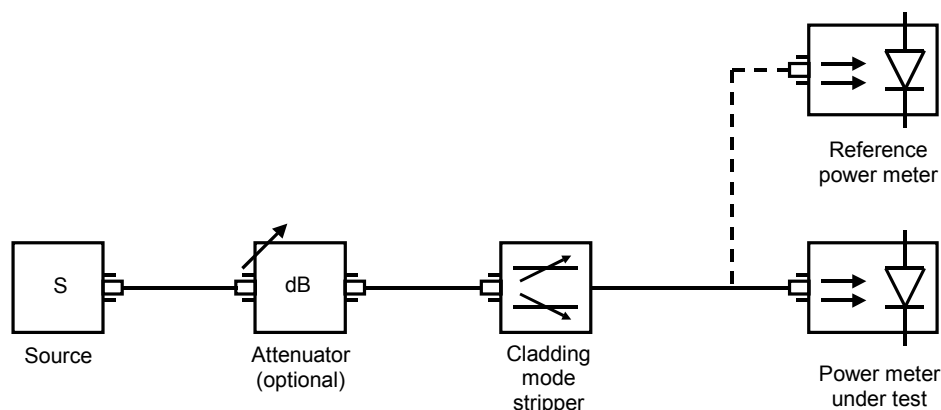 Reference
power meter
S
dB
Source
Attenuator
(optional)
Cladding
mode
stripper
Power meter
under test